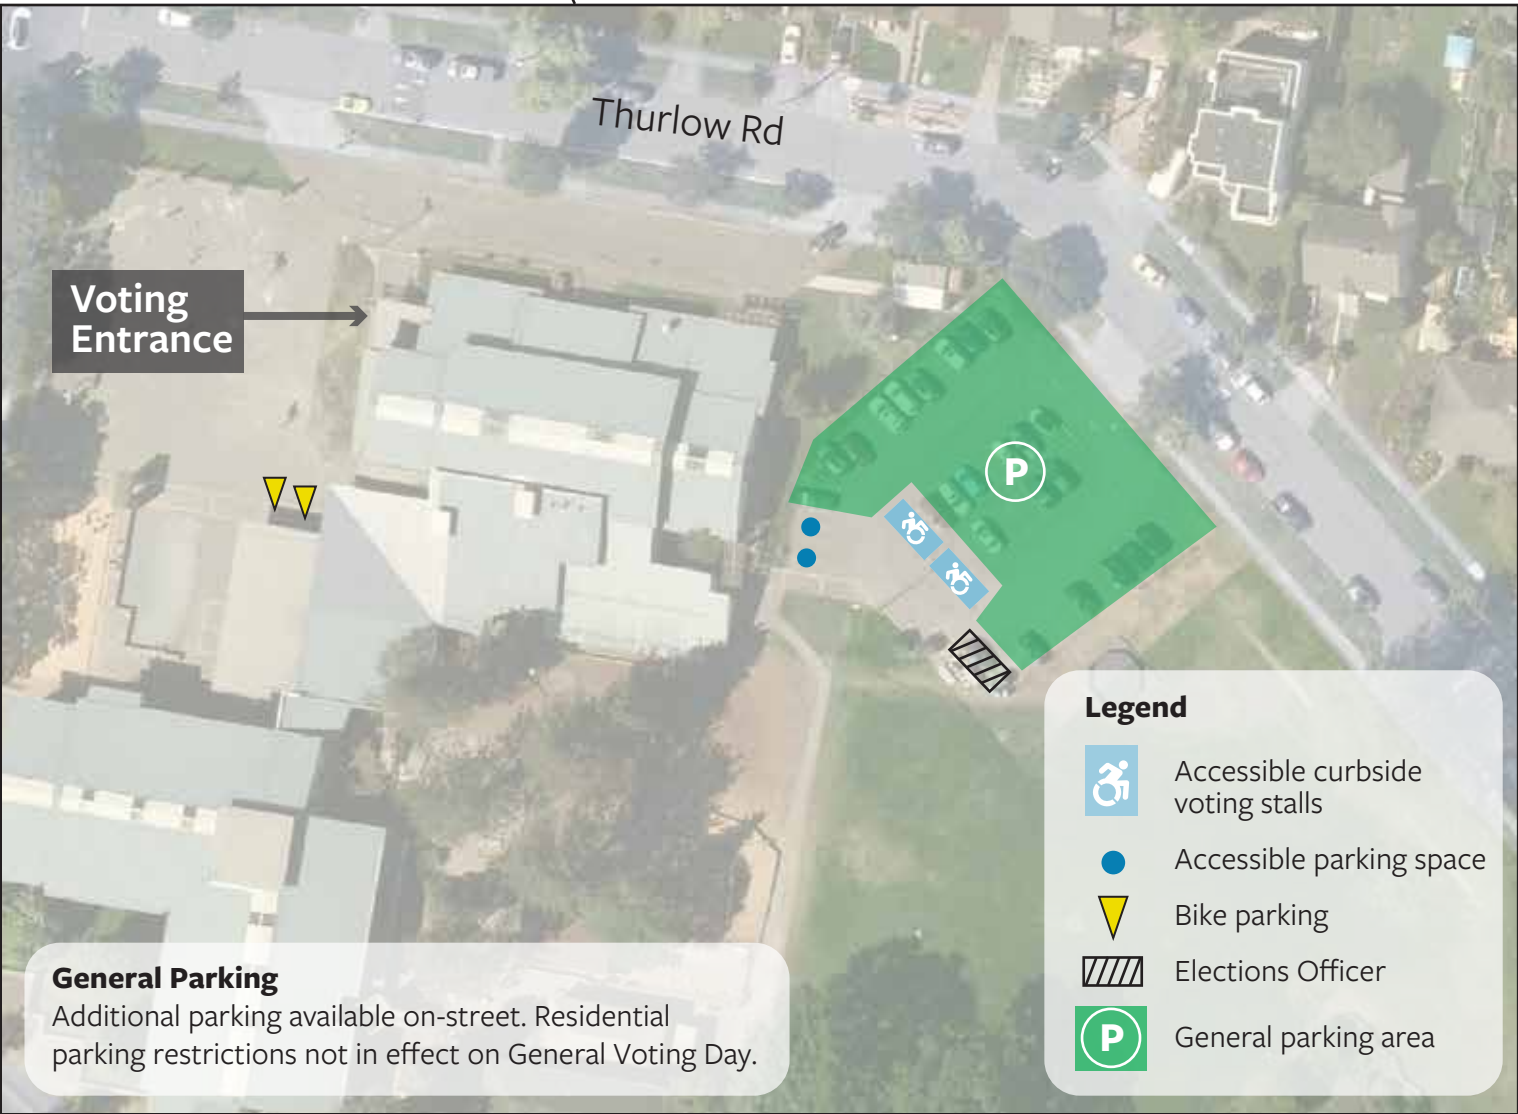 Thurlow Rd
Voting
Entrance
P
Legend
Accessible curbside
voting stalls
Accessible parking space
Bike parking
Elections Officer
P
General parking area
General Parking
Additional parking available on-street. Residential
parking restrictions not in effect on General Voting Day.